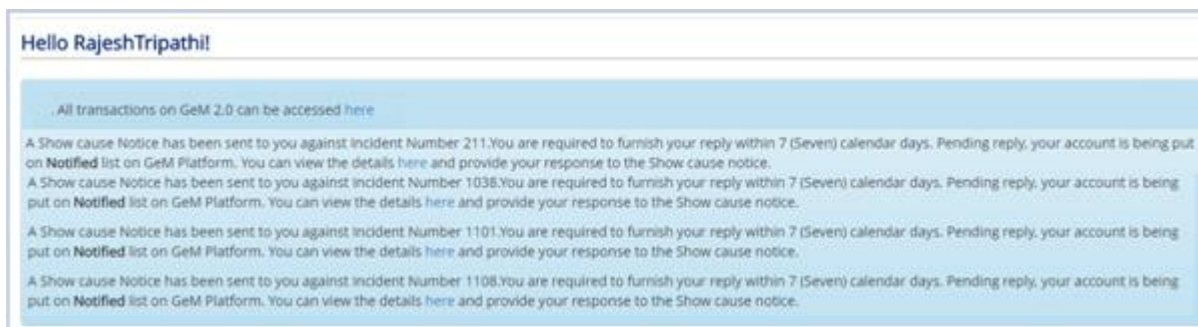 Hello RajeshTripathi!
. All transactions on GeM 2.0 can be accessed here
A Show cause Notice has been sent to you against Incident Number 211.You are required to furnish your reply within 7 (Seven) calendar days. Pending reply, your account is being put
on Notified list on GeM Platform. You can view the details here and provide your response to the Show cause notice.
A Show cause Notice has been sent to you against Incident Number 1038.You are required to furnish your reply within 7 (Seven) calendar days. Pending reply, your account is being
put on Notified list on GeM Platform. You can view the details here and provide your response to the Show cause notice.
A Show cause Notice has been sent to you against Incident Number 1101.You are required to furnish your reply within 7 (Seven) calendar days. Pending reply, your account is being
put on Notified list on GeM Platform. You can view the details here and provide your response to the Show cause notice.
A Show cause Notice has been sent to you against Incident Number 1108.You are required to furnish your reply within 7 (Seven) calendar days. Pending reply, your account is being
put on Notified list on GeM Platform. You can view the details here and provide your response to the Show cause notice.